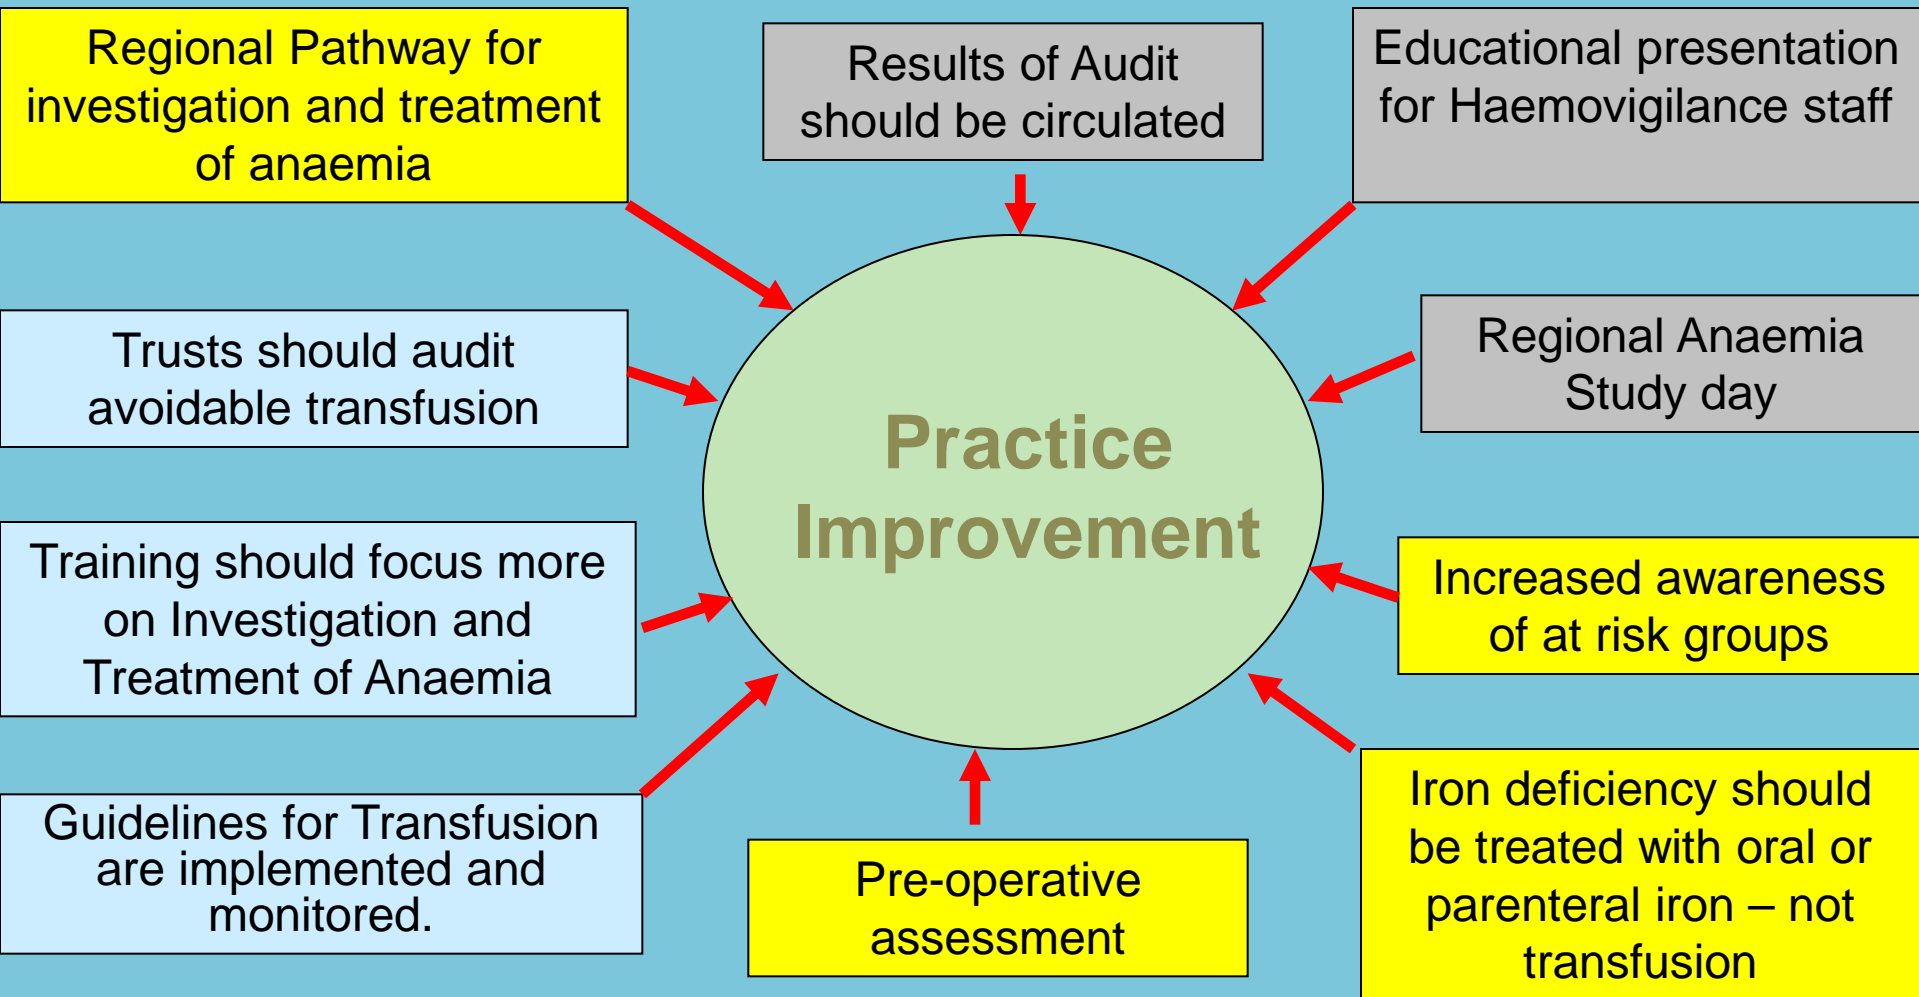 Regional Pathway for
investigation and treatment
of anaemia
Results of Audit
should be circulated
Educational presentation
for Haemovigilance staff
Trusts should audit
avoidable transfusion
Regional Anaemia
Study day
Practice
Improvement
Training should focus more
on Investigation and
Treatment of Anaemia
Increased awareness
of at risk groups
Guidelines for Transfusion
are implemented and
monitored.
Pre-operative
assessment
Iron deficiency should
be treated with oral or
parenteral iron – not
transfusion